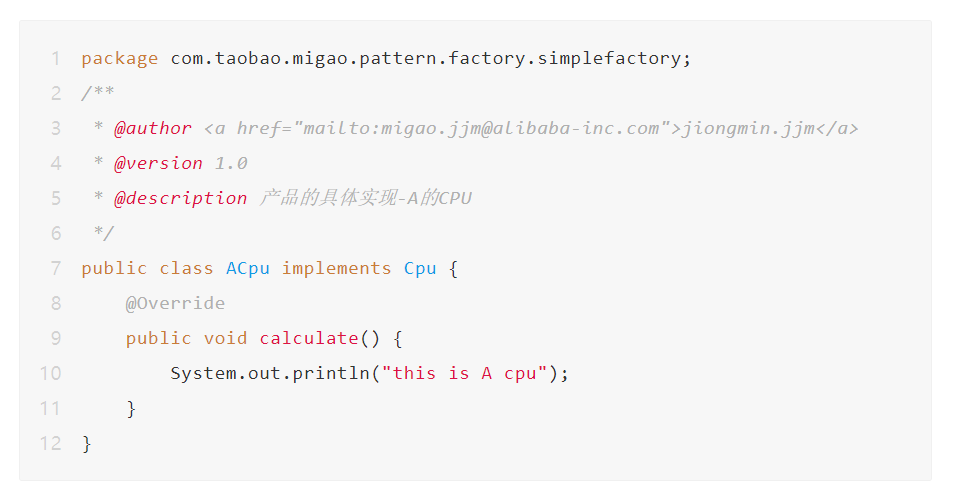 1 package com.taobao.migao.pattern.factory.simplefactory;
2 /**
3  * @author <a href="mailto:migao.jjm@alibaba-inc.com">jiongmin.jjm</a>
4  * @version 1.0
5  * @description 产品的具体实现-A的CPU
6  */
7 public class ACpu implements Cpu {
8     @Override
9     public void calculate() {
10         System.out.println("this is A cpu");
11     }
12 }